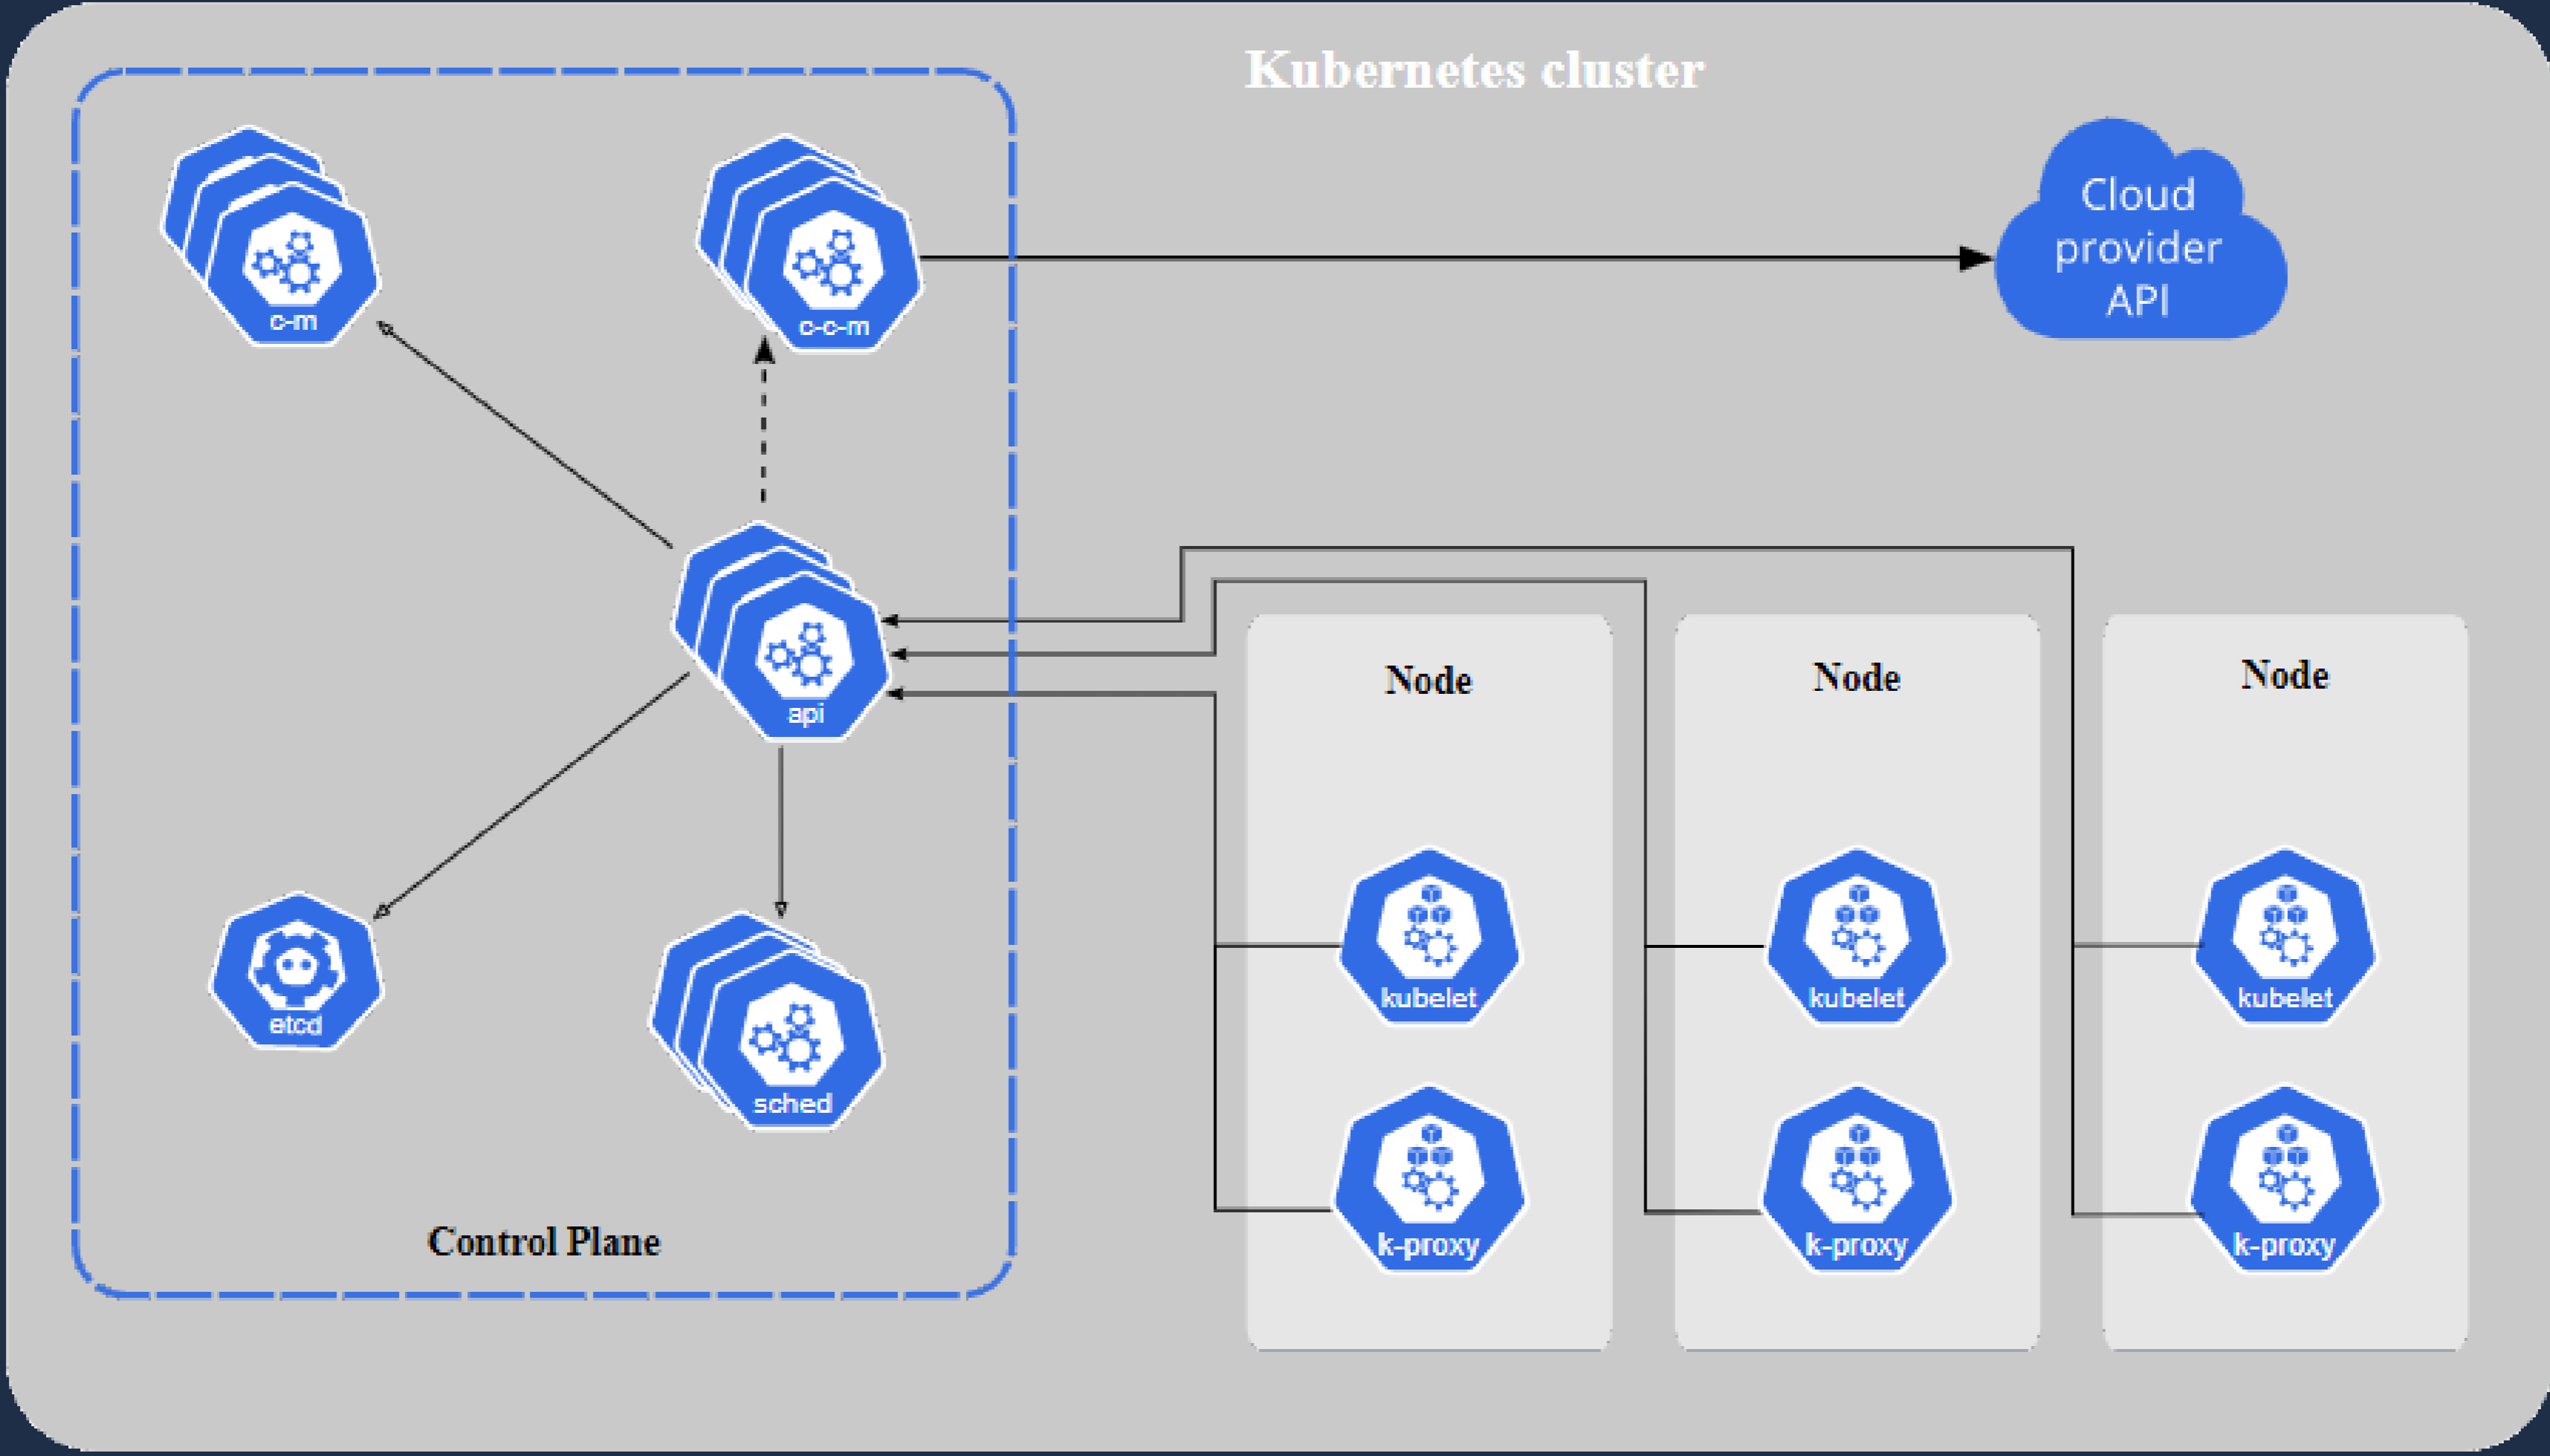 Kubernetes cluster
c-m
c-c-m
Cloud
provider
API
api
etcd
sched
Control Plane
Node
kubelet
k-proxy
Node
kubelet
k-proxy
Node
kubelet
k-proxy